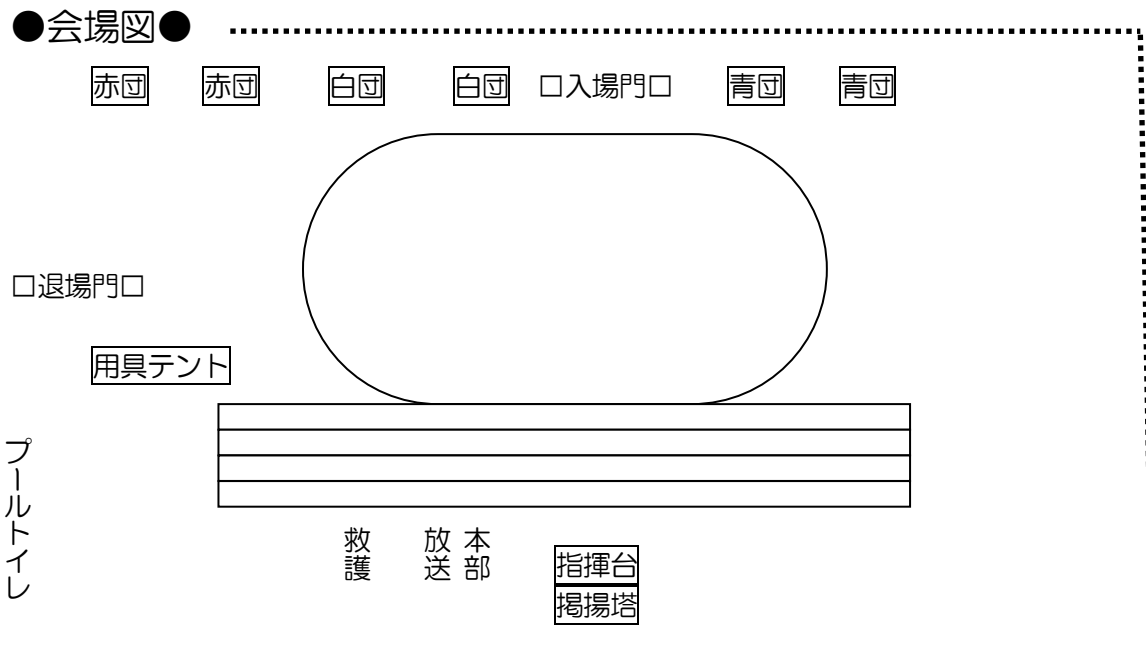 ●会場図●
赤団 赤団 白団 白団 □入場門□ 青団 青団
□退場門□
用具テント
プールトイレ
救護
放送
本部
指揮台
掲揚塔